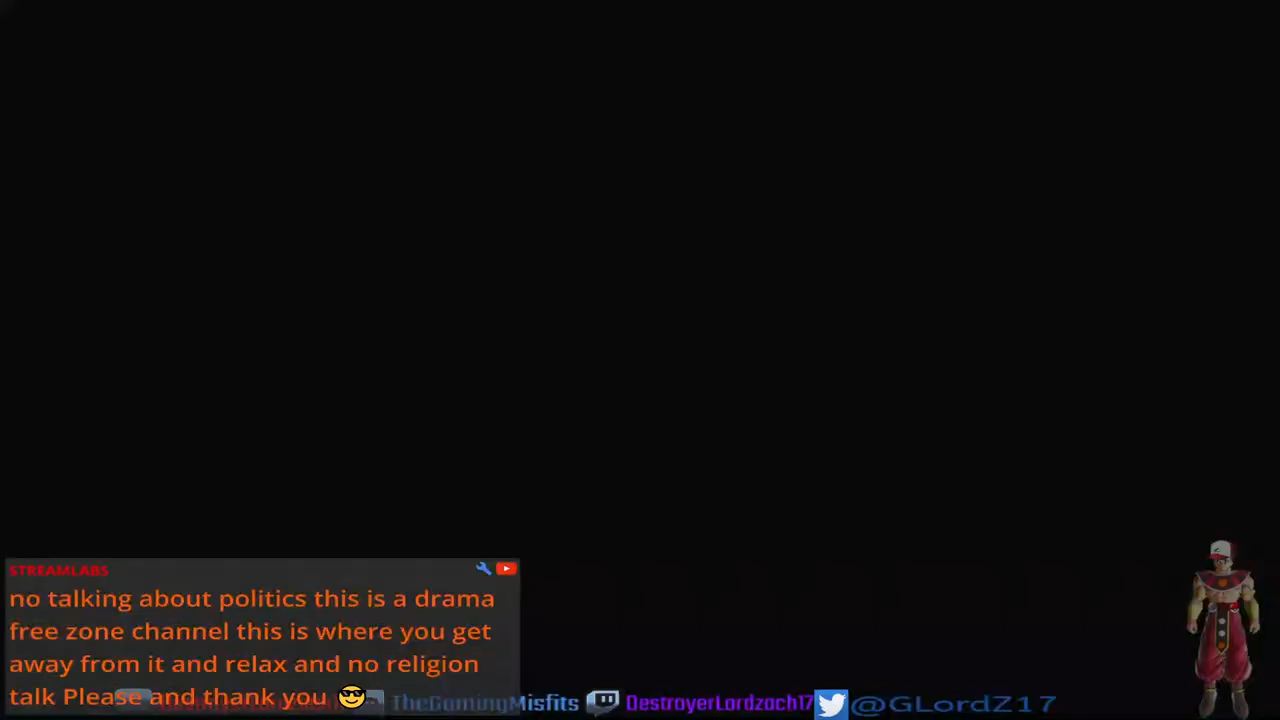 STREAMLABS
no talking about politics this is a drama
free zone channel this is where you get
away from it and relax and no religion
talk Please and thank you 😎
TheGamingMisfits DestroyerLordzach17 @GLordZ17